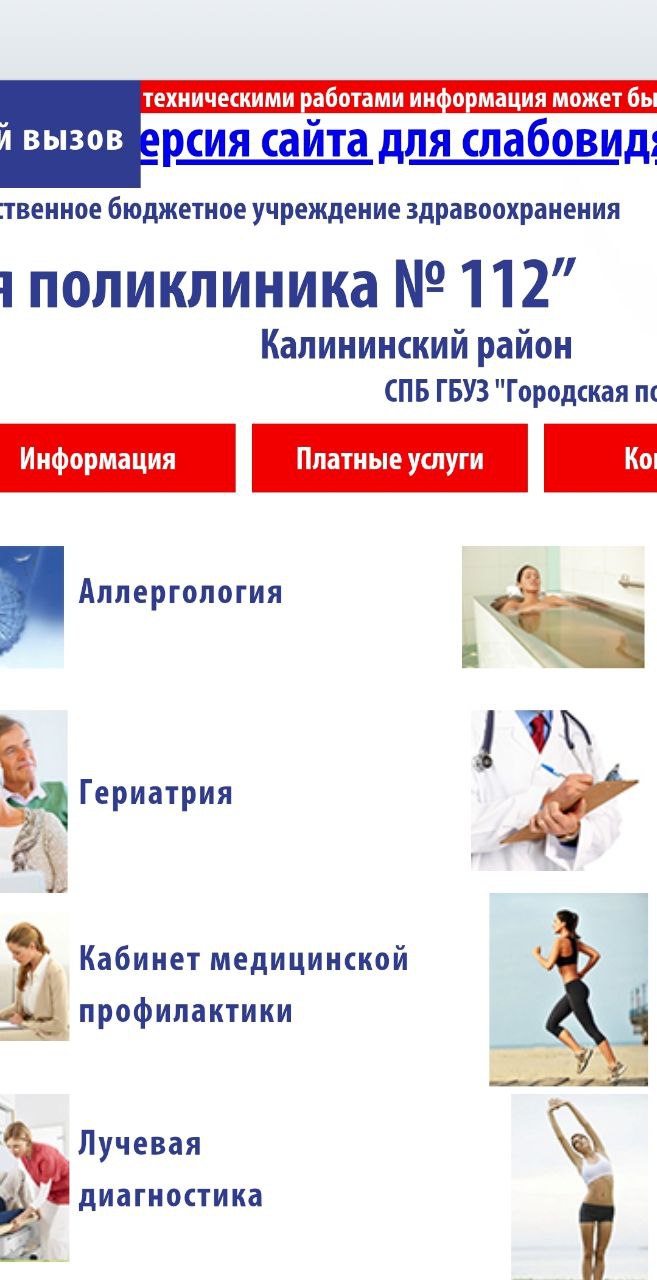 техническими работами информация может бы
й вызов
ерсия сайта для слабовидя
ственное бюджетное учреждение здравоохранения
я поликлиника № 112”
Калининский район
СПБ ГБУЗ "Городская по
Информация Платные услуги Ко
Аллергология
Гериатрия
Кабинет медицинской
профилактики
Лучевая
диагностика